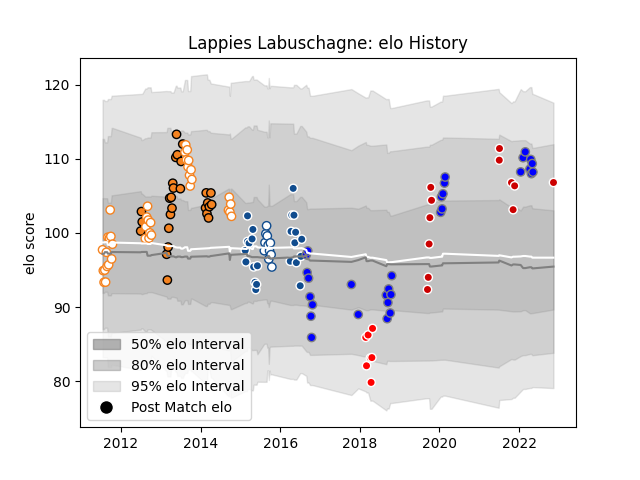 Lappies Labuschagne: elo History
elo score
120
110
100
90
80
50% elo Interval
80% elo Interval
95% elo Interval
Post Match elo
2012
2014
2016
2018
2020
2022